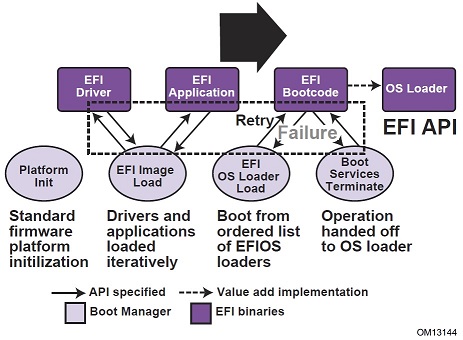 EFI
Driver
EFI
Application
EFI
Bootcode
OS Loader
EFI API
Retry
Failure
Platform
Init
EFI Image
Load
EFI
OS Loader
Load
Boot
Services
Terminate
Standard
firmware
platform
initilization
Drivers and
applications
loaded
iteratively
Boot from
ordered list
of EFIOS
loaders
Operation
handed off
to OS loader
API specified
Value add implementation
Boot Manager
EFI binaries
OM13144